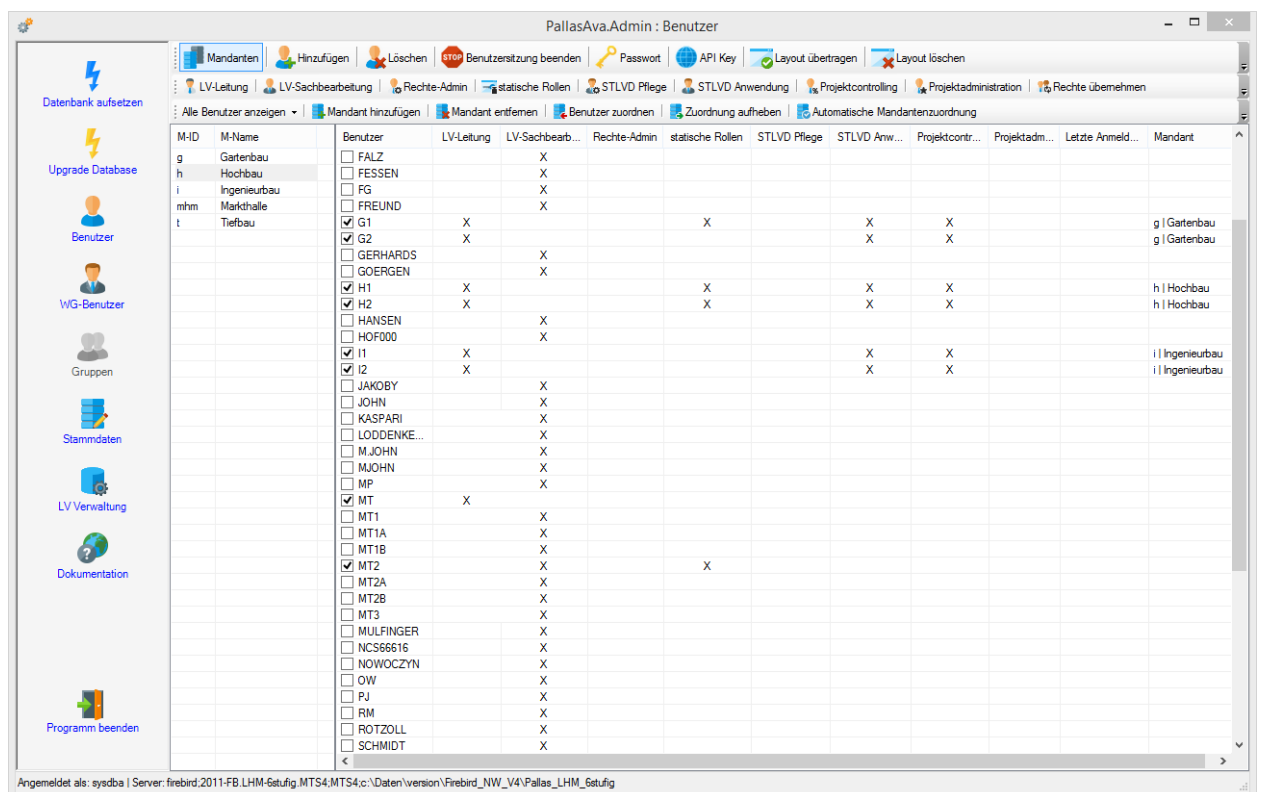 PallasAva.Admin : Benutzer
Mandanten Hinzufügen Löschen STOP Benutzersitzung beenden Passwort API Key Layout übertragen Layout löschen
LV-Leitung LV-Sachbearbeitung Rechte-Admin statische Rollen STLVD Pflege STLVD Anwendung Projektcontrolling Projektadministration Rechte übernehmen
Alle Benutzer anzeigen Mandant hinzufügen Mandant entfernen Benutzer zuordnen Zuordnung aufheben Automatische Mandantenzuordnung
Datenbank aufsetzen
Upgrade Database
Benutzer
WG-Benutzer
Gruppen
Stammdaten
LV Verwaltung
Dokumentation
Programm beenden
M-ID M-Name
g Gartenbau
h Hochbau
i Ingenieurbau
mhm Markthalle
t Tiefbau
Benutzer LV-Leitung LV-Sachbearb... Rechte-Admin statische Rollen STLVD Pflege STLVD Anw... Projektcontr... Projektadm... Letzte Anmeld... Mandant
FALZ X
FESSEN X
FG X
FREUND X
G1 X X X X g | Gartenbau
G2 X X X g | Gartenbau
GERHARDS X
GOERGEN X
H1 X X X X h | Hochbau
H2 X X X X h | Hochbau
HANSEN X
HOF000 X
I1 X X X i | Ingenieurbau
I2 X X X i | Ingenieurbau
JAKOBY X
JOHN X
KASPARI X
LODDENKE... X
M.JOHN X
MJOHN X
MP X
MT X
MT1 X
MT1A X
MT1B X
MT2 X X
MT2A X
MT2B X
MT3 X
MULFINGER X
NCS66616 X
NOWOCZYN X
OW X
PJ X
RM X
ROTZOLL X
SCHMIDT X
Angemeldet als: sysdba | Server: firebird;2011-FB.LHM-6stufig.MTS4;MTS4;c:\Daten\version\Firebird_NW_V4\Pallas_LHM_6stufig